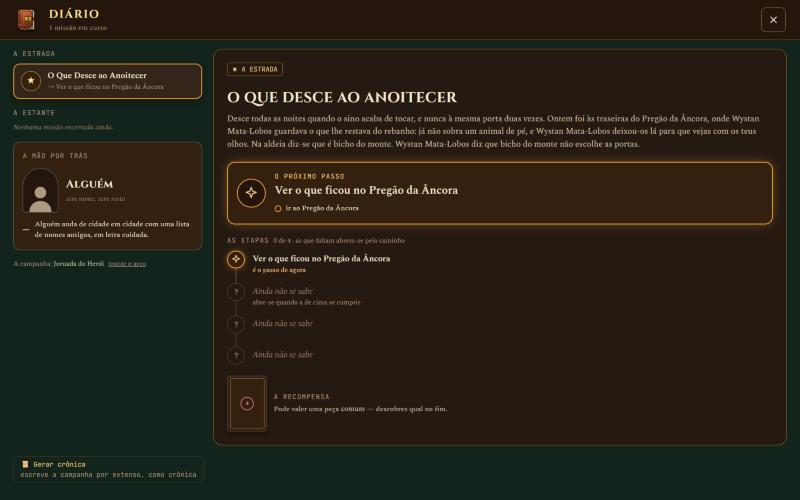 DIÁRIO
1 missão em curso
×
A ESTRADA
O Que Desce ao Anoitecer
→ Ver o que ficou no Pregão da Âncora
A ESTANTE
Nenhuma missão encerrada ainda.
A MÃO POR TRÁS
ALGUÉM
sem nome, sem rosto
— Alguém anda de cidade em cidade com uma lista
de nomes antigos, em letra cuidada.
A campanha: Jornada do Herói trocar e arco
Gerar crônica
escreve a campanha por extenso, como crônica
★ A ESTRADA
O QUE DESCE AO ANOITECER
Desce todas as noites quando o sino acaba de tocar, e nunca à mesma porta duas vezes. Ontem foi às traseiras do Pregão da Âncora, onde Wystan
Mata-Lobos guardava o que lhe restava do rebanho: já não sobra um animal de pé, e Wystan Mata-Lobos deixou-os lá para que vejas com os teus
olhos. Na aldeia diz-se que é bicho do monte. Wystan Mata-Lobos diz que bicho do monte não escolhe as portas.
O PRÓXIMO PASSO
Ver o que ficou no Pregão da Âncora
ir ao Pregão da Âncora
AS ETAPAS 0 de 4 · as que faltam abrem-se pelo caminho
Ver o que ficou no Pregão da Âncora
é o passo de agora
? Ainda não se sabe
abre-se quando a de cima se cumprir
? Ainda não se sabe
? Ainda não se sabe
A RECOMPENSA
Pode valer uma peça comum — descobres qual no fim.